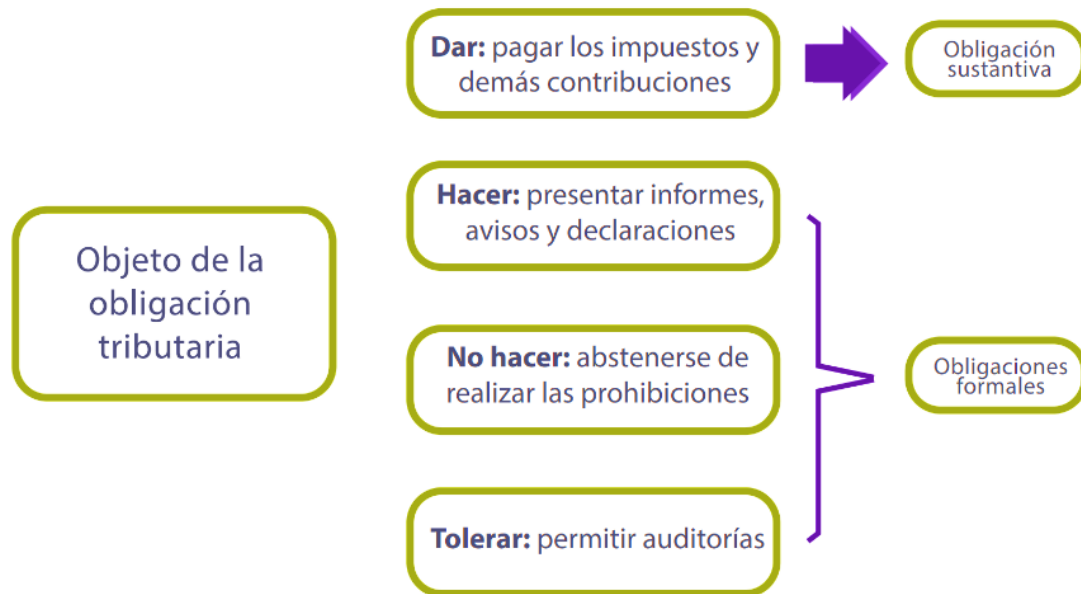 Dar: pagar los impuestos y
demás contribuciones
Obligación
sustantiva
Hacer: presentar informes,
avisos y declaraciones
Objeto de la
obligación
tributaria
No hacer: abstenerse de
realizar las prohibiciones
Obligaciones
formales
Tolerar: permitir auditorías